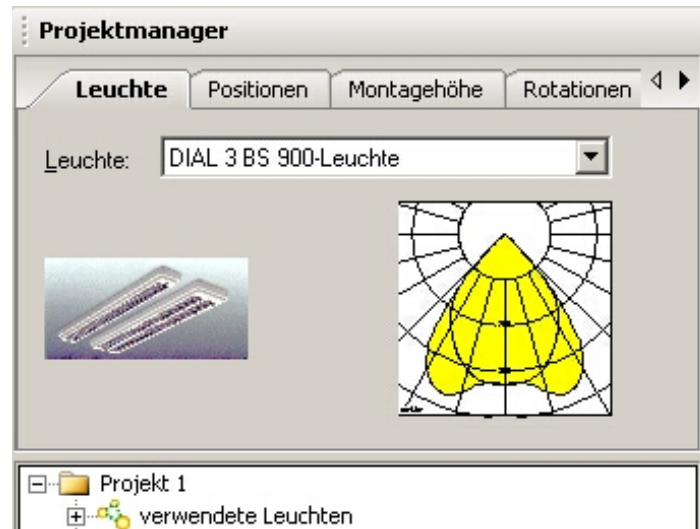 Projektmanager
Leuchte Positionen Montagehöhe Rotationen
Leuchte: DIAL 3 BS 900-Leuchte
Projekt 1
verwendete Leuchten